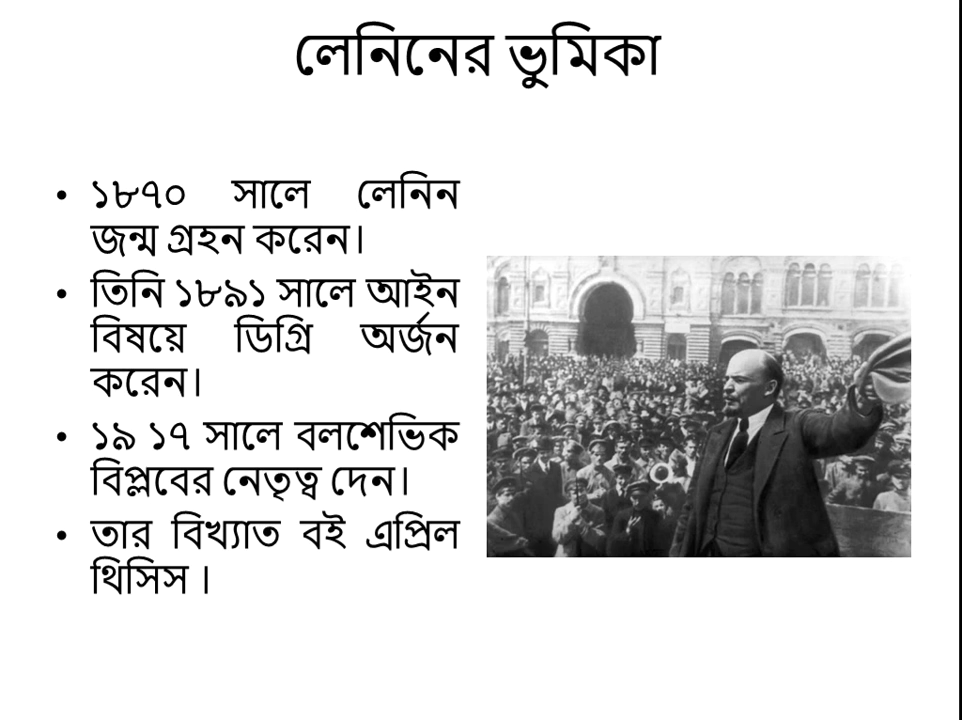 লেনিনের ভুমিকা
• ১৮৭০ সালে লেনিন
জন্ম গ্রহন করেন।
• তিনি ১৮৯১ সালে আইন
বিষয়ে ডিগ্রি অর্জন
করেন।
• ১৯ ১৭ সালে বলশেভিক
বিপ্লবের নেতৃত্ব দেন।
• তার বিখ্যাত বই এপ্রিল
থিসিস ।